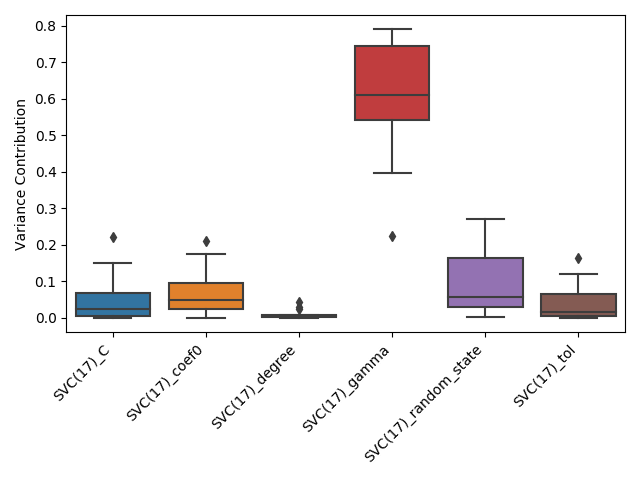 0.8
0.7
0.6
0.5
0.4
0.3
0.2
0.1
0.0
Variance Contribution
SVC(17)_C
SVC(17)_coef0
SVC(17)_degree
SVC(17)_gamma
SVC(17)_random_state
SVC(17)_tol